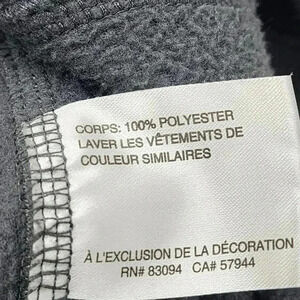 CORPS: 100% POLYESTER
LAVER LES VÊTEMENTS DE
COULEUR SIMILAIRES
À L'EXCLUSION DE LA DÉCORATION
RN# 83094 CA# 57944